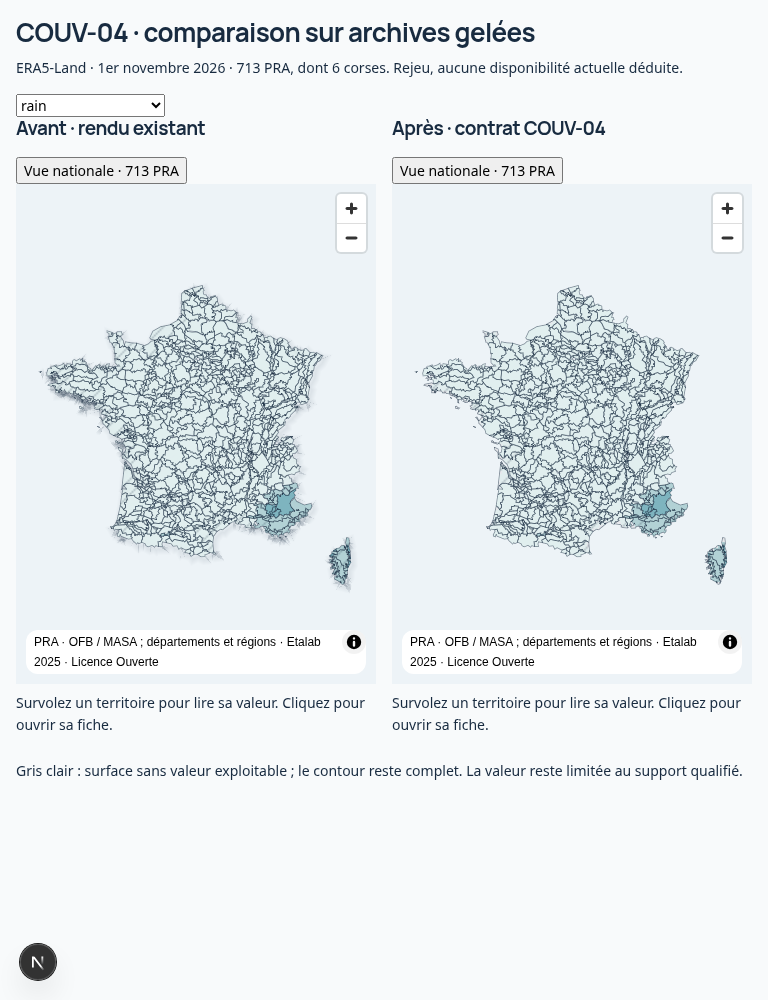 COUV-04 · comparaison sur archives gelées
ERA5-Land · 1er novembre 2026 · 713 PRA, dont 6 corses. Rejeu, aucune disponibilité actuelle déduite.
rain
Avant · rendu existant
Vue nationale · 713 PRA
PRA · OFB / MASA ; départements et régions · Etalab
2025 · Licence Ouverte
Survolez un territoire pour lire sa valeur. Cliquez pour
ouvrir sa fiche.
Après · contrat COUV-04
Vue nationale · 713 PRA
PRA · OFB / MASA ; départements et régions · Etalab
2025 · Licence Ouverte
Survolez un territoire pour lire sa valeur. Cliquez pour
ouvrir sa fiche.
Gris clair : surface sans valeur exploitable ; le contour reste complet. La valeur reste limitée au support qualifié.
N